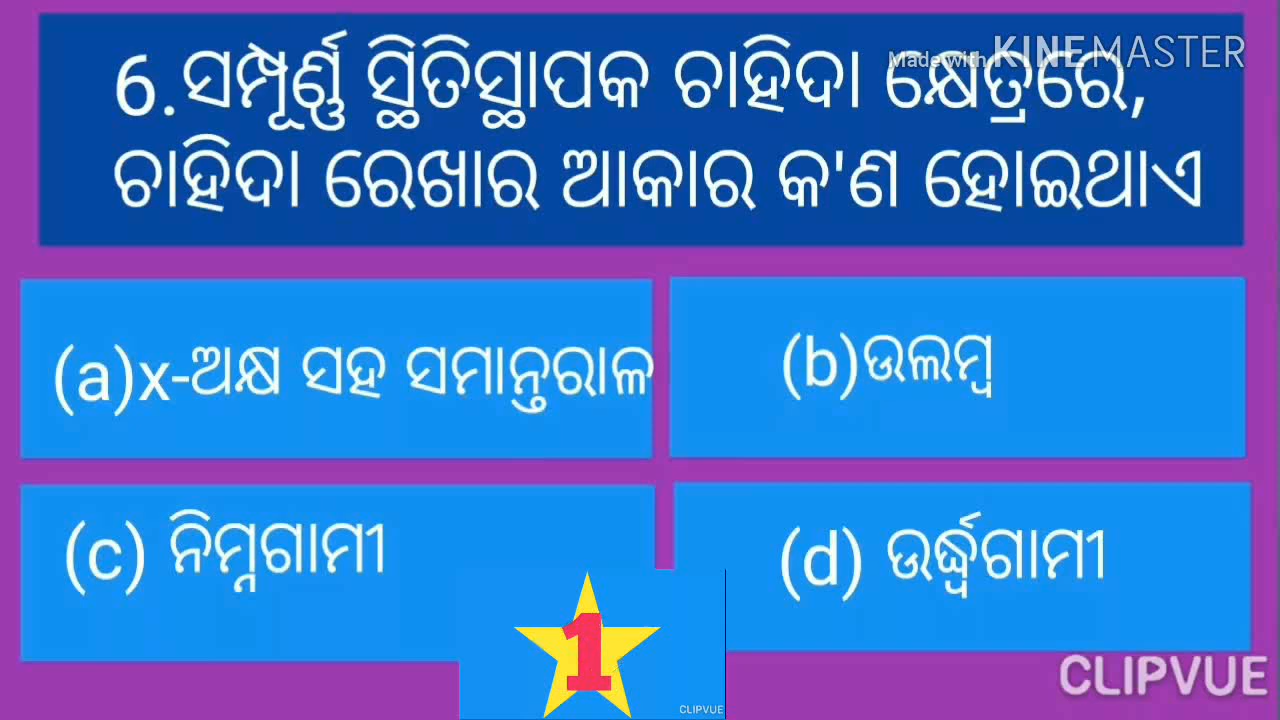 Made with KINEMASTER
6.ସମ୍ପୂର୍ଣ୍ଣ ସ୍ଥିତିସ୍ଥାପକ ଚାହିଦା କ୍ଷେତ୍ରରେ,
ଚାହିଦା ରେଖାର ଆକାର କ'ଣ ହୋଇଥାଏ
(a)x-ଅକ୍ଷ ସହ ସମାନ୍ତରାଳ
(b)ଉଲମ୍ବ
(c) ନିମ୍ନଗାମୀ
(d) ଉର୍ଦ୍ଧ୍ୱଗାମୀ
1
CLIPVUE
CLIPVUE